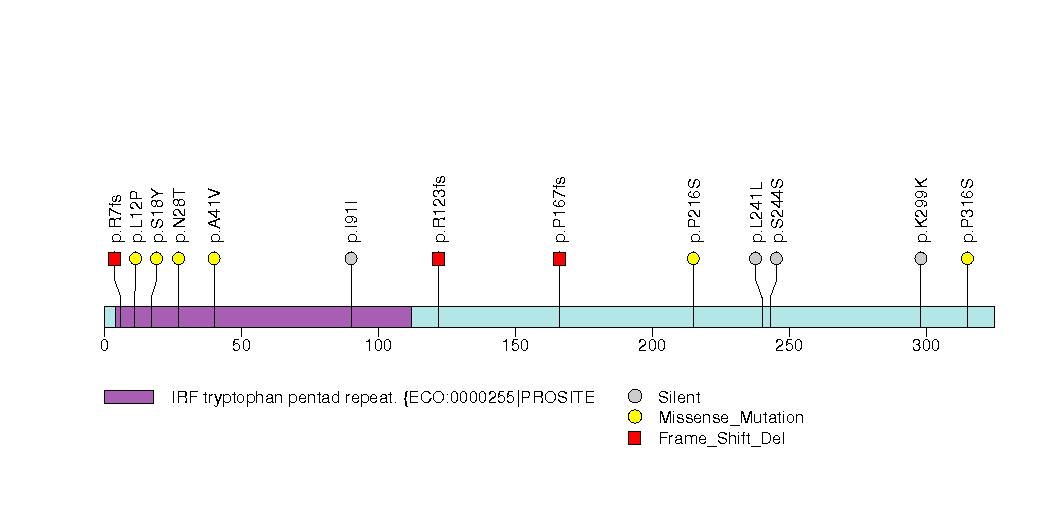 p.R7fs
p.L12P
p.S18Y
p.N28T
p.A41V
p.I91I
p.R123fs
p.P167fs
p.P216S
p.L241L
p.S244S
p.K299K
p.P316S
0 50 100 150 200 250 300
IRF tryptophan pentad repeat. {ECO:0000255|PROSITE
Silent
Missense_Mutation
Frame_Shift_Del